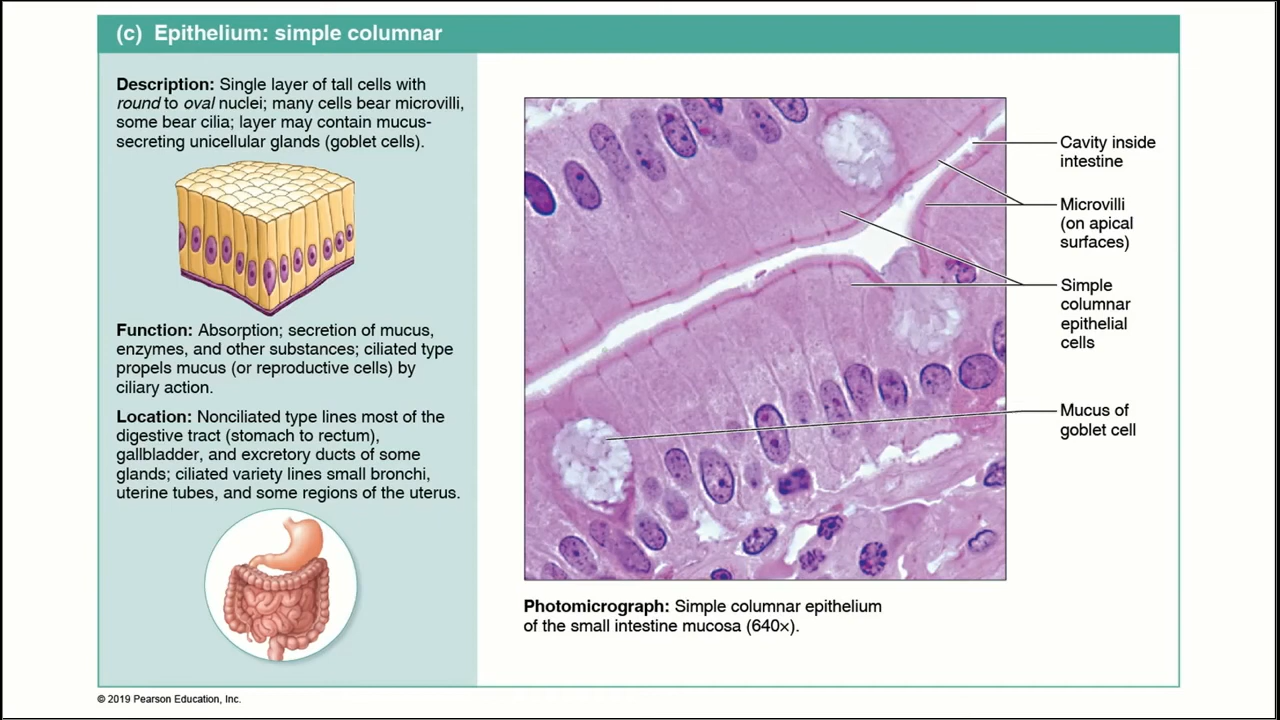 (c) Epithelium: simple columnar
Description: Single layer of tall cells with
round to oval nuclei; many cells bear microvilli,
some bear cilia; layer may contain mucus-
secreting unicellular glands (goblet cells).
Function: Absorption; secretion of mucus,
enzymes, and other substances; ciliated type
propels mucus (or reproductive cells) by
ciliary action.
Location: Nonciliated type lines most of the
digestive tract (stomach to rectum),
gallbladder, and excretory ducts of some
glands; ciliated variety lines small bronchi,
uterine tubes, and some regions of the uterus.
Cavity inside
intestine
Microvilli
(on apical
surfaces)
Simple
columnar
epithelial
cells
Mucus of
goblet cell
Photomicrograph: Simple columnar epithelium
of the small intestine mucosa (640×).
© 2019 Pearson Education, Inc.